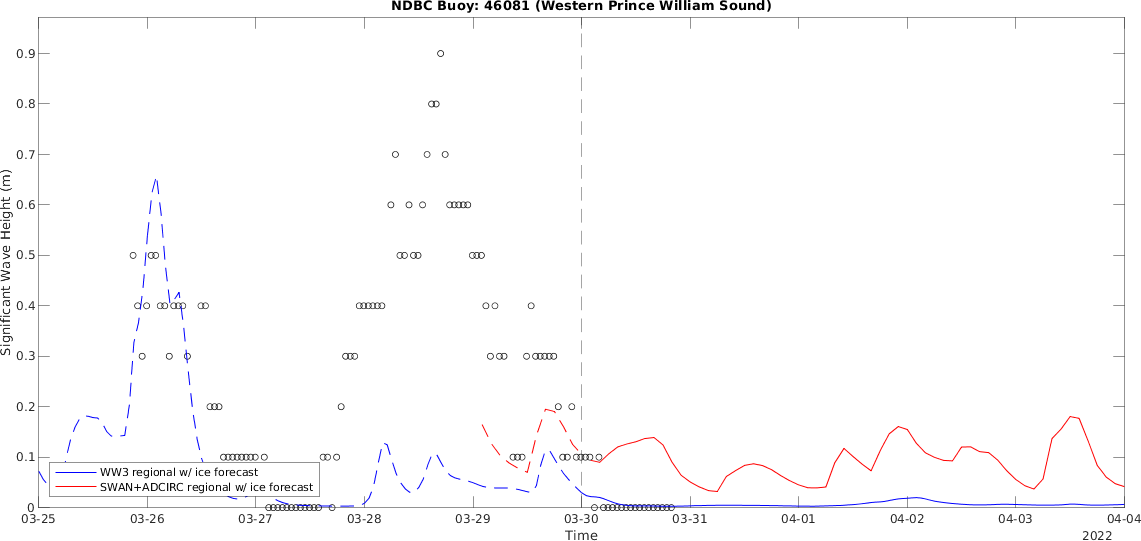 NDBC Buoy: 46081 (Western Prince William Sound)
Significant Wave Height (m)
0.9
0.8
0.7
0.6
0.5
0.4
0.3
0.2
0.1
0
WW3 regional w/ ice forecast
SWAN+ADCIRC regional w/ ice forecast
03-25 03-26 03-27 03-28 03-29 03-30 03-31 04-01 04-02 04-03 04-04
Time
2022